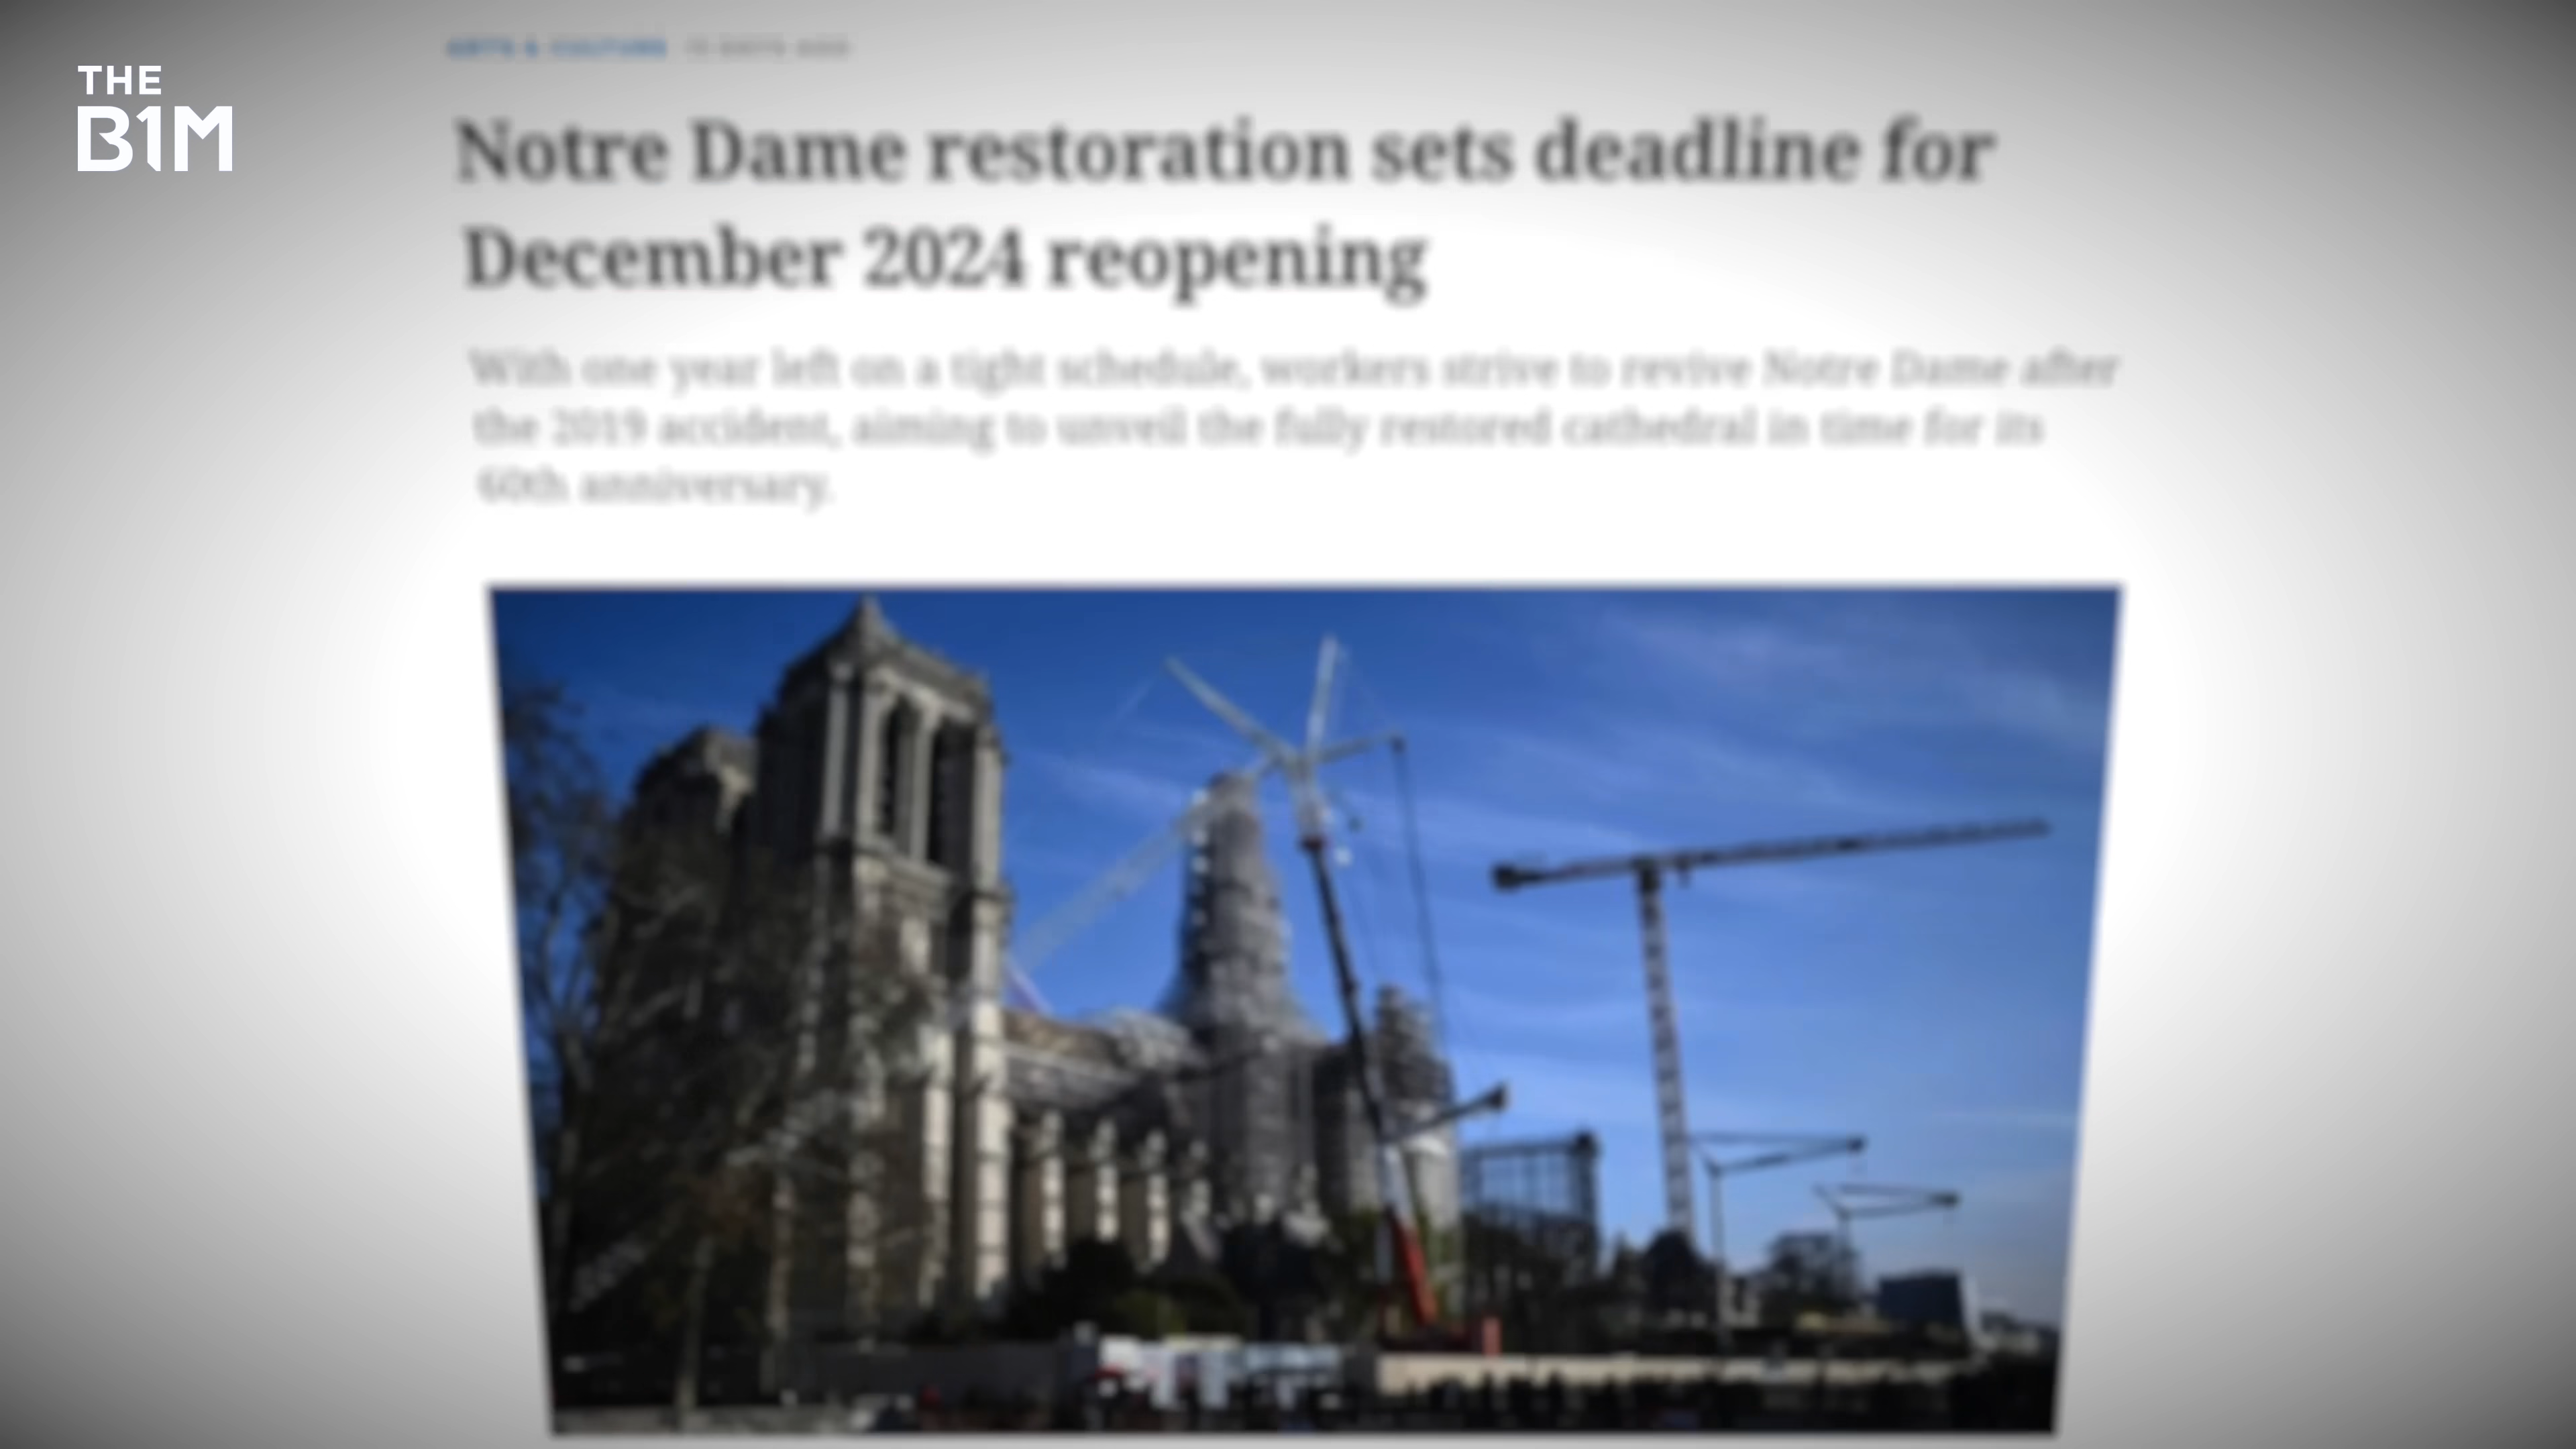 THE
B1M
ARTS & CULTURE
Notre Dame restoration sets deadline for
December 2024 reopening
With one year left on a tight schedule, workers strive to revive Notre Dame after
the 2019 accident, aiming to unveil the fully restored cathedral in time for its
60th anniversary.